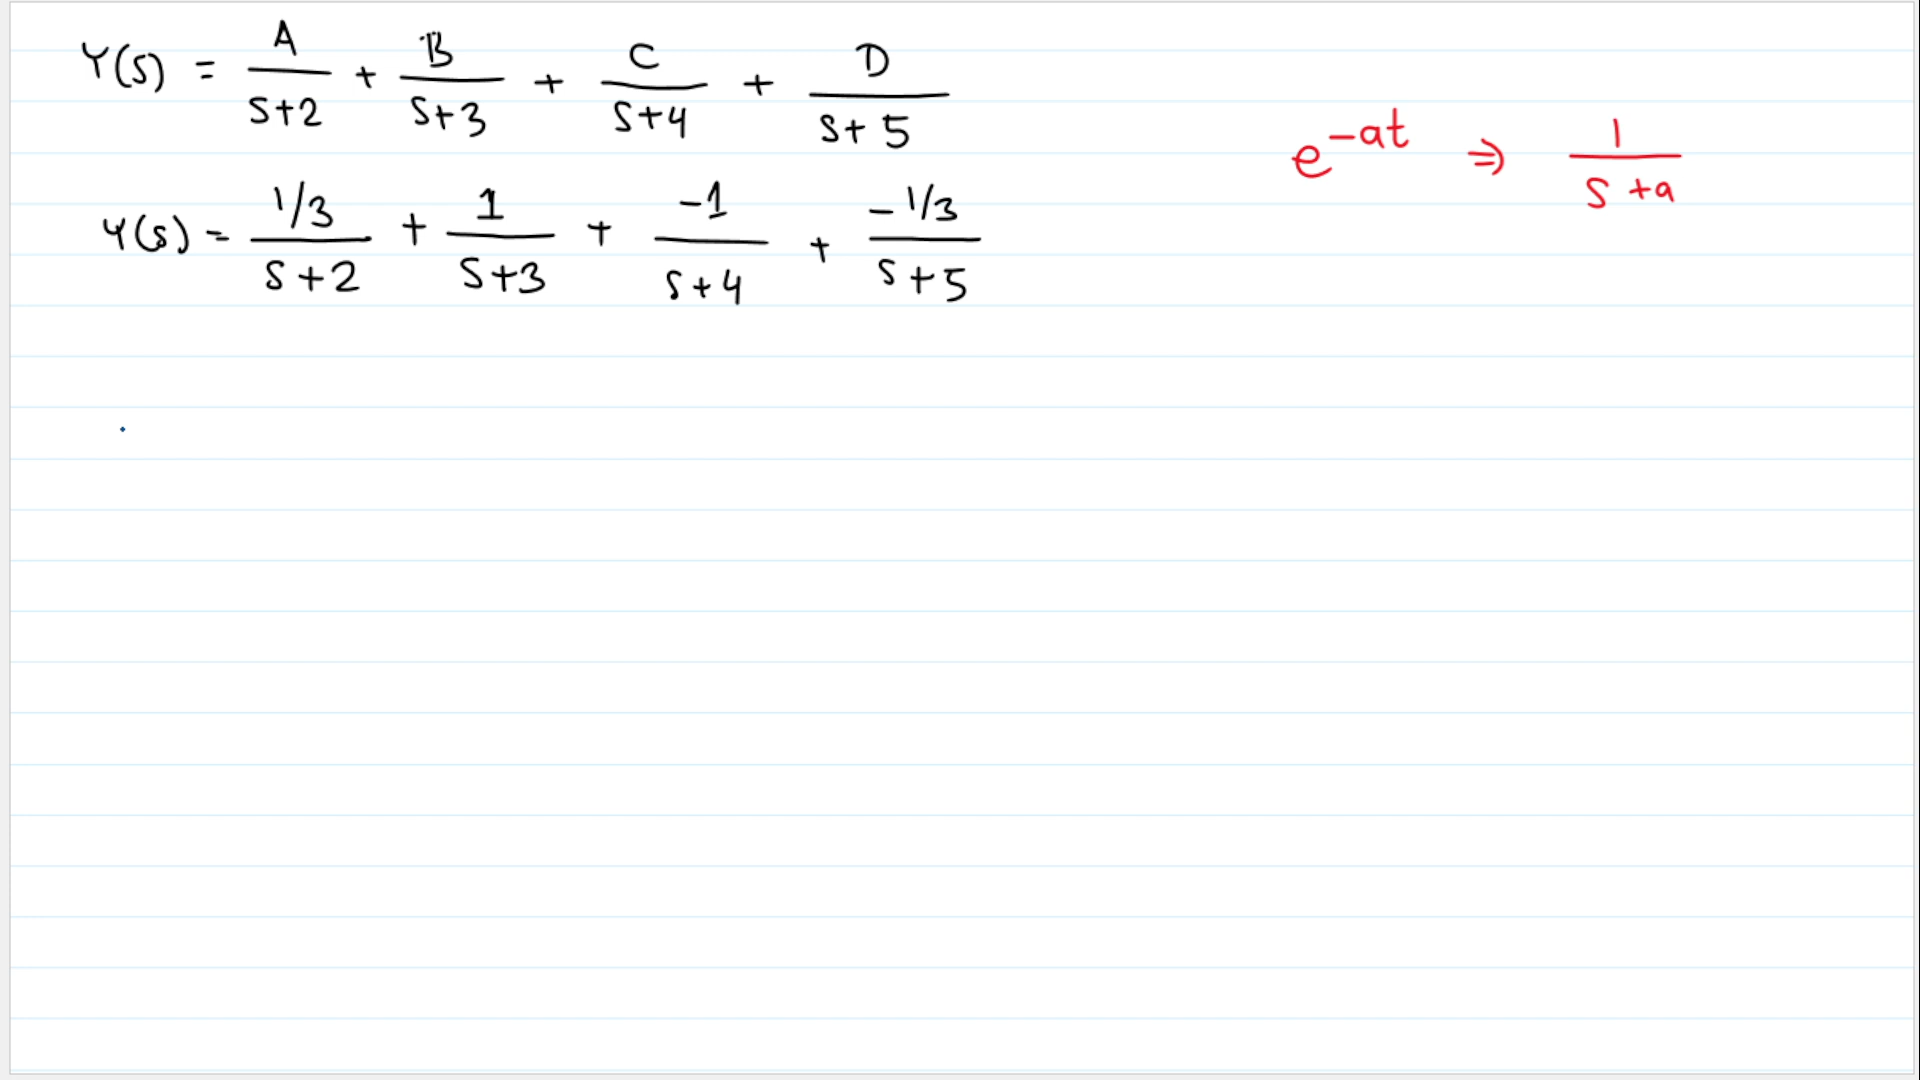 Y(s) = A/(s+2) + B/(s+3) + C/(s+4) + D/(s+5)
e^{-at} ⇒ 1/(s+a)
Y(s) = (1/3)/(s+2) + 1/(s+3) + (-1)/(s+4) + (-1/3)/(s+5)